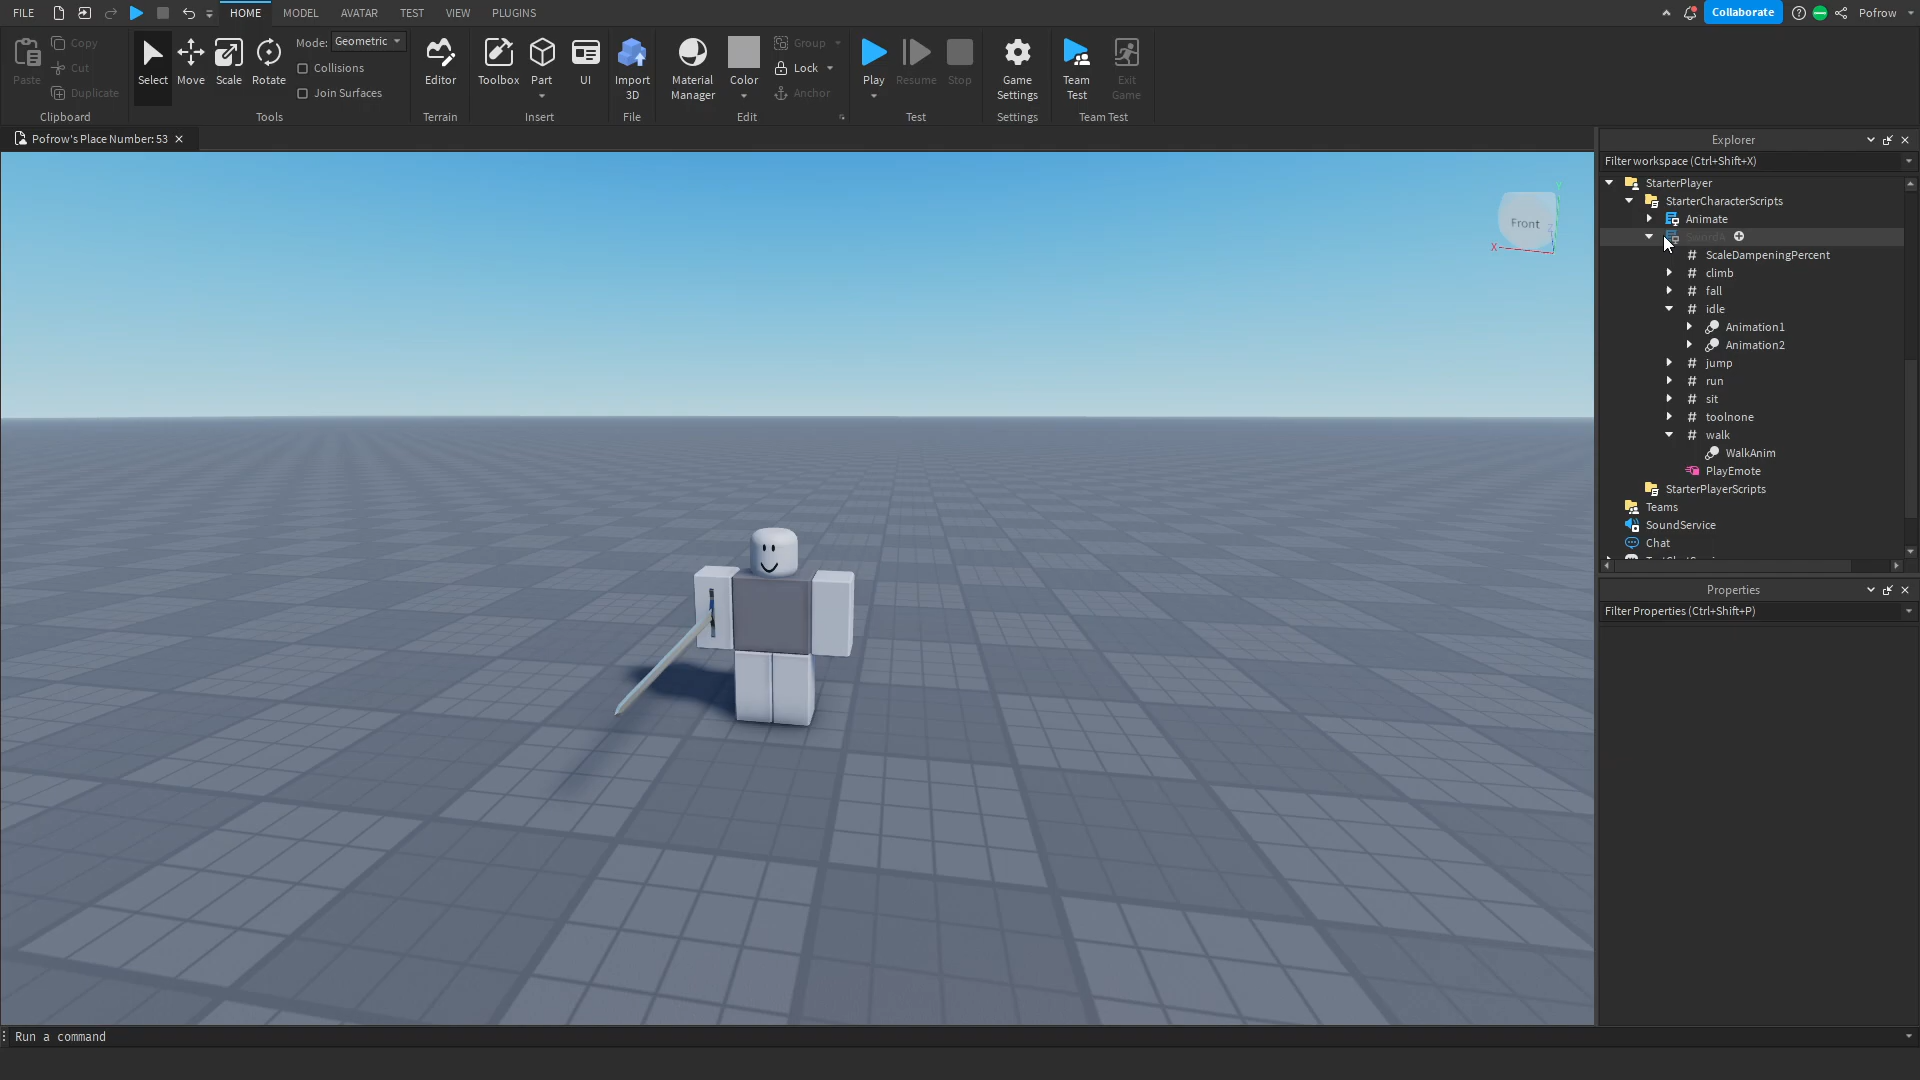 FILE HOME MODEL AVATAR TEST VIEW PLUGINS Collaborate Pofrow
Paste Copy Cut Duplicate
Clipboard
Select Move Scale Rotate
Mode: Geometric
Collisions
Join Surfaces
Tools
Editor
Terrain
Toolbox Part UI
Insert
Import
3D
File
Material
Manager
Color
Group
Lock
Anchor
Edit
Play Resume Stop
Test
Game
Settings
Settings
Team
Test
Exit
Game
Team Test
Pofrow's Place Number: 53
Front
X
Y
Z
Explorer
Filter workspace (Ctrl+Shift+X)
StarterPlayer
StarterCharacterScripts
Animate
SwordA
# ScaleDampeningPercent
# climb
# fall
# idle
Animation1
Animation2
# jump
# run
# sit
# toolnone
# walk
WalkAnim
PlayEmote
StarterPlayerScripts
Teams
SoundService
Chat
Properties
Filter Properties (Ctrl+Shift+P)
Run a command